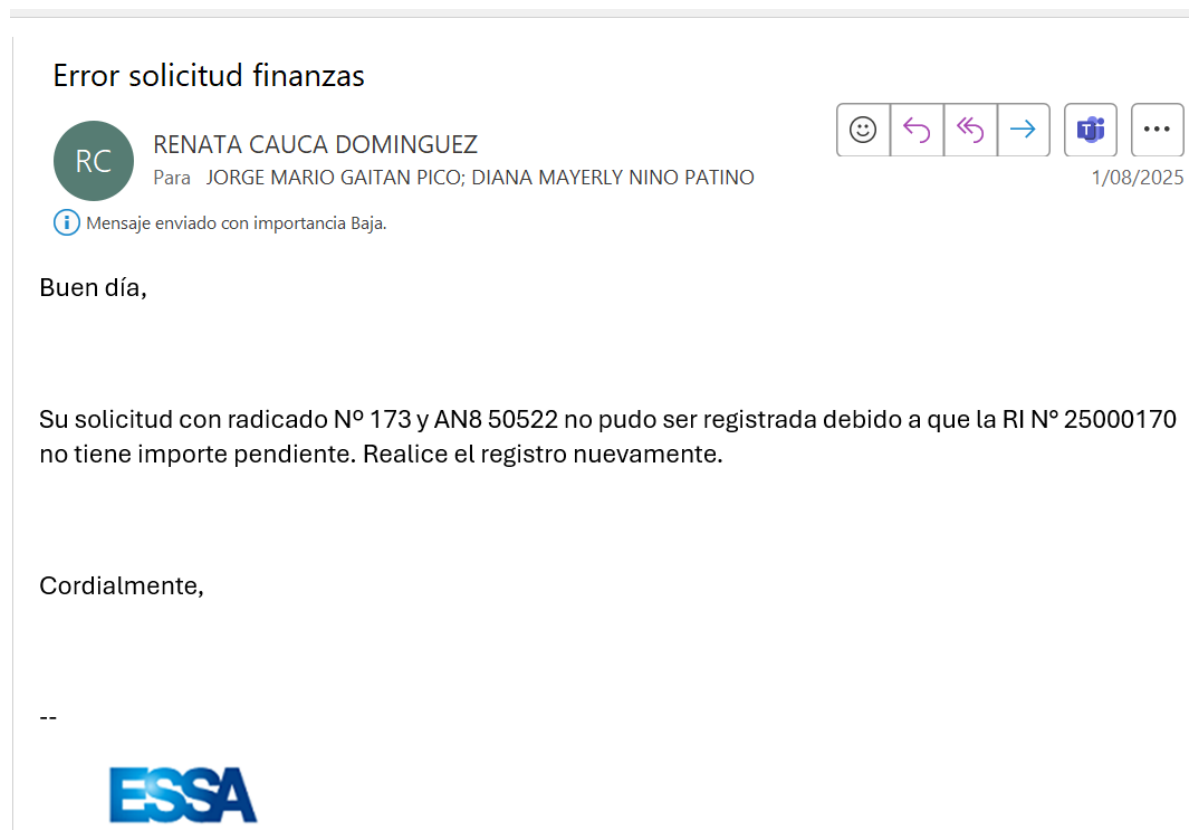 Error solicitud finanzas
RC
RENATA CAUCA DOMINGUEZ
Para JORGE MARIO GAITAN PICO; DIANA MAYERLY NINO PATINO
1/08/2025
Mensaje enviado con importancia Baja.
Buen día,
Su solicitud con radicado Nº 173 y AN8 50522 no pudo ser registrada debido a que la RI N° 25000170
no tiene importe pendiente. Realice el registro nuevamente.
Cordialmente,
--
ESSA